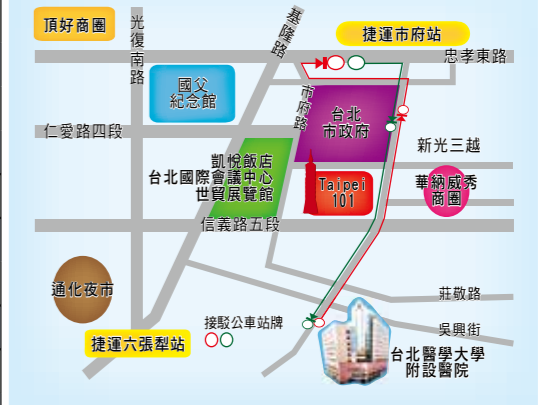 頂好商圈
光復南路
基隆路
捷運市府站
忠孝東路
國父
紀念館
市府路
台北
市政府
仁愛路四段
新光三越
凱悅飯店
台北國際會議中心
世貿展覽館
Taipei
101
華納威秀
商圈
信義路五段
通化夜市
莊敬路
接駁公車站牌
吳興街
捷運六張犁站
台北醫學大學
附設醫院